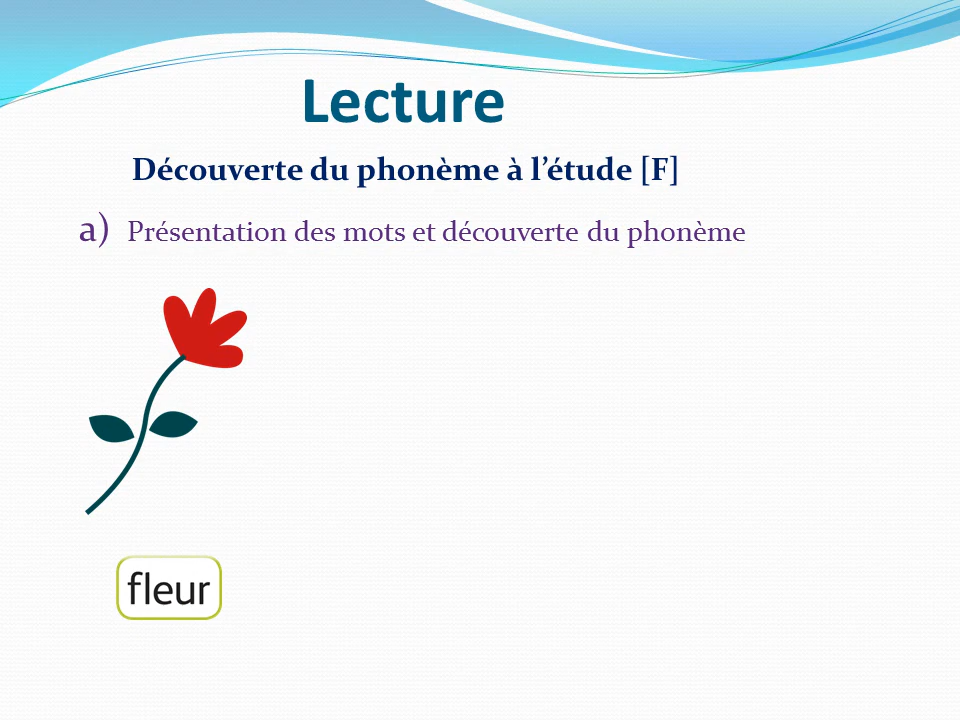 Lecture
Découverte du phonème à l’étude [F]
a) Présentation des mots et découverte du phonème
fleur